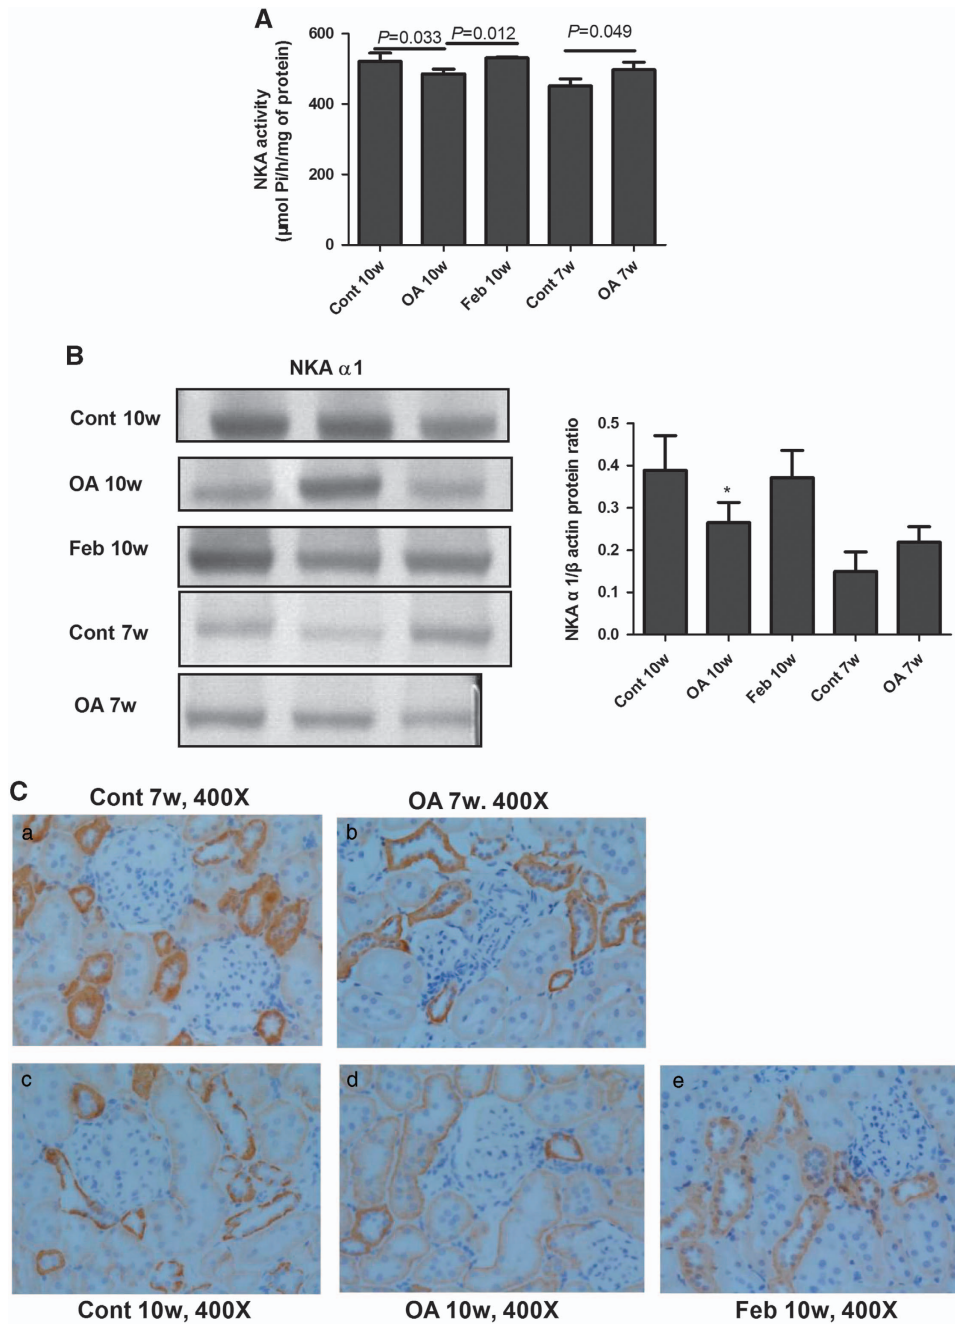 A
P=0.033
P=0.012
P=0.049
600
400
200
0
NKA activity
(µmol Pi/h/mg of protein)
Cont 10w
OA 10w
Feb 10w
Cont 7w
OA 7w
B
NKA α1
Cont 10w
OA 10w
Feb 10w
Cont 7w
OA 7w
0.5
0.4
0.3
0.2
0.1
0.0
NKA α 1/β actin protein ratio
*
Cont 10w
OA 10w
Feb 10w
Cont 7w
OA 7w
C
Cont 7w, 400X
OA 7w. 400X
a
b
c
d
e
Cont 10w, 400X
OA 10w, 400X
Feb 10w, 400X